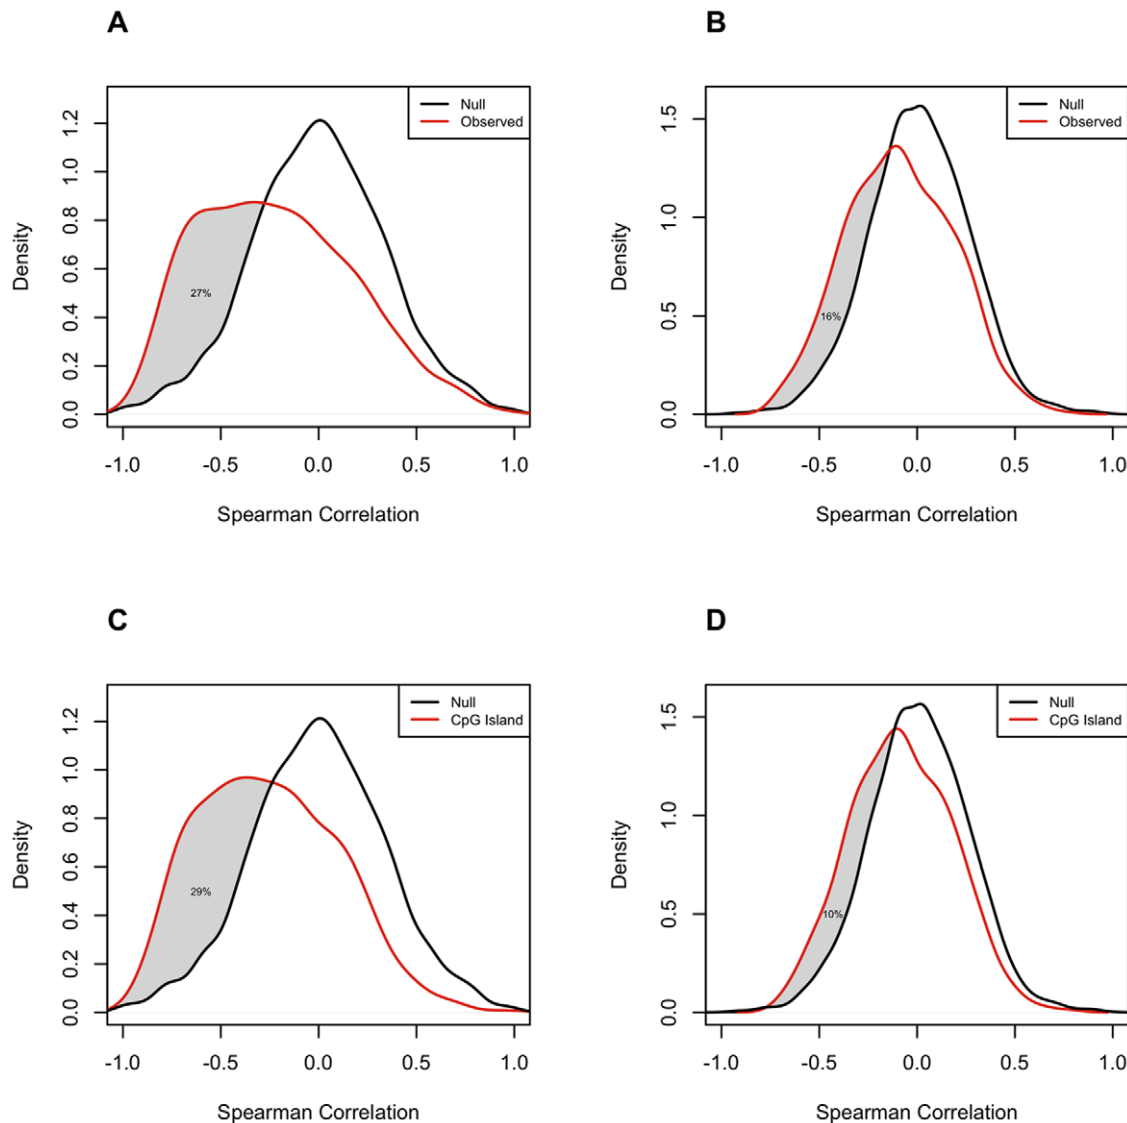 A
Null
Observed
Density
0.0 0.2 0.4 0.6 0.8 1.0 1.2
27%
-1.0 -0.5 0.0 0.5 1.0
Spearman Correlation
B
Null
Observed
Density
0.0 0.5 1.0 1.5
16%
-1.0 -0.5 0.0 0.5 1.0
Spearman Correlation
C
Null
CpG Island
Density
0.0 0.2 0.4 0.6 0.8 1.0 1.2
29%
-1.0 -0.5 0.0 0.5 1.0
Spearman Correlation
D
Null
CpG Island
Density
0.0 0.5 1.0 1.5
10%
-1.0 -0.5 0.0 0.5 1.0
Spearman Correlation